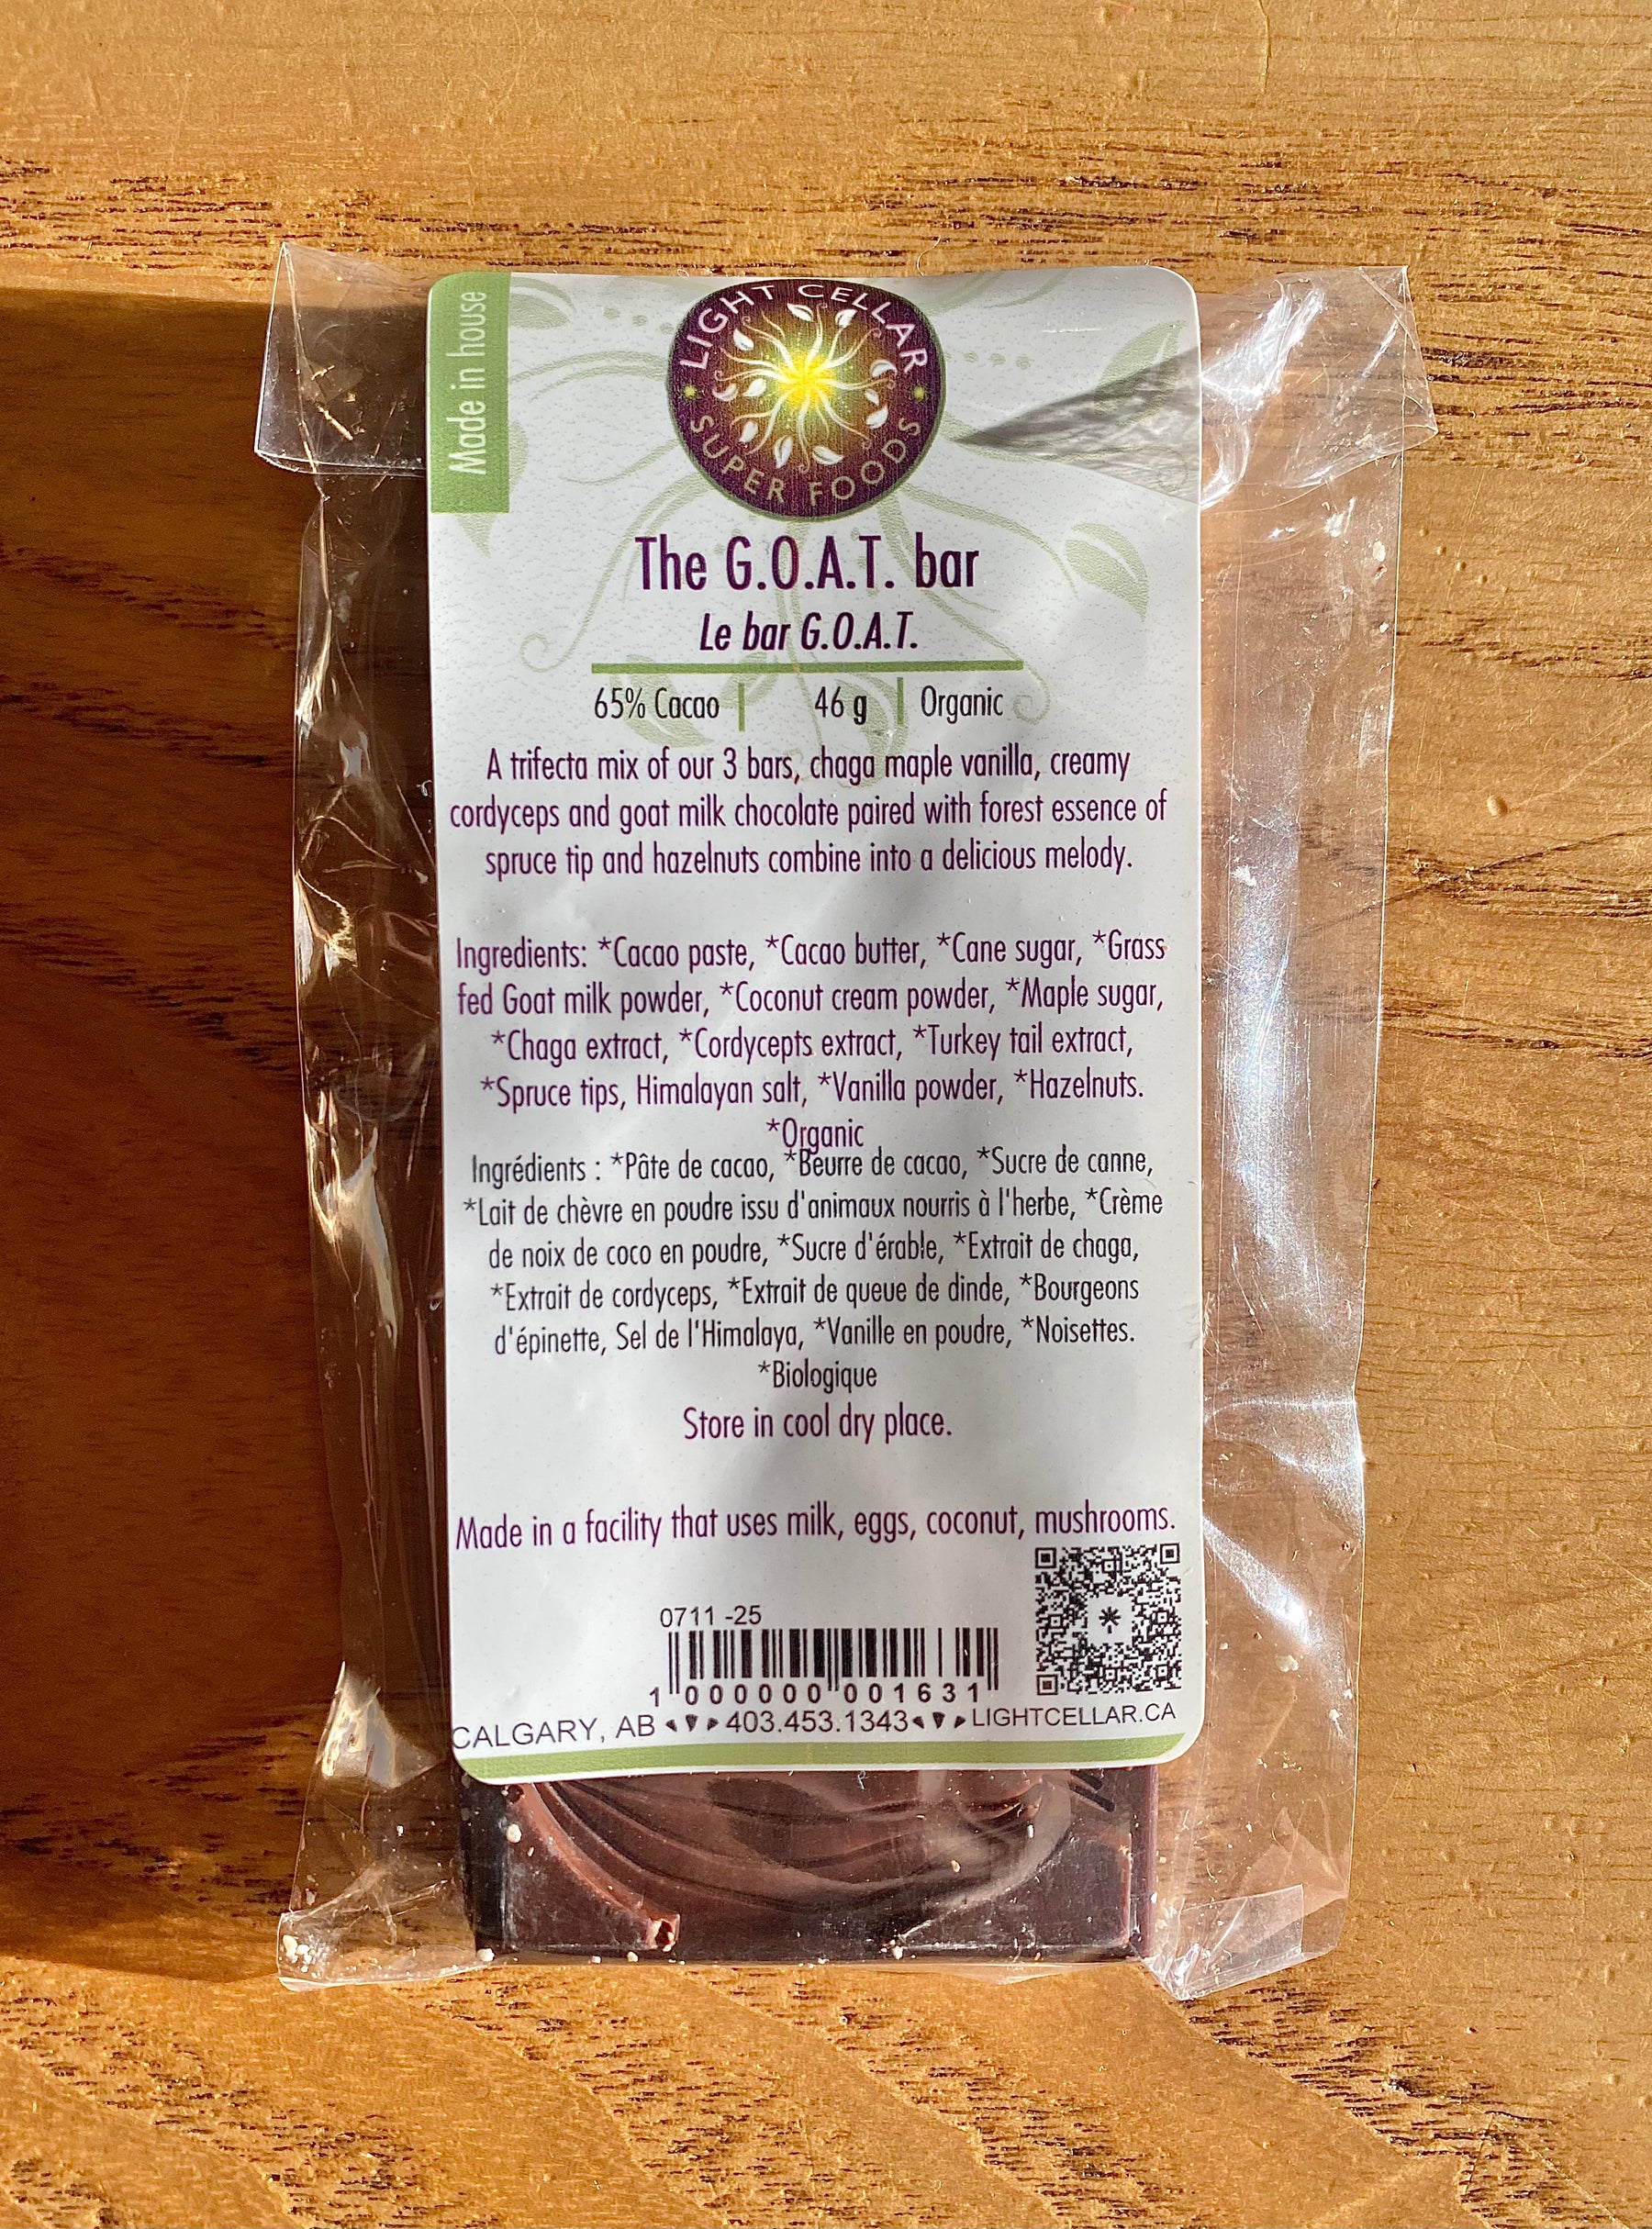 Made in house
LIGHT CELLAR
SUPER FOODS
The G.O.A.T. bar
Le bar G.O.A.T.
65% Cacao | 46 g | Organic
A trifecta mix of our 3 bars, chaga maple vanilla, creamy
cordyceps and goat milk chocolate paired with forest essence of
spruce tip and hazelnuts combine into a delicious melody.
Ingredients: *Cacao paste, *Cacao butter, *Cane sugar, *Grass
fed Goat milk powder, *Coconut cream powder, *Maple sugar,
*Chaga extract, *Cordycepts extract, *Turkey tail extract,
*Spruce tips, Himalayan salt, *Vanilla powder, *Hazelnuts.
*Organic
Ingrédients : *Pâte de cacao, *Beurre de cacao, *Sucre de canne,
*Lait de chèvre en poudre issu d'animaux nourris à l'herbe, *Crème
de noix de coco en poudre, *Sucre d'érable, *Extrait de chaga,
*Extrait de cordyceps, *Extrait de queue de dinde, *Bourgeons
d'épinette, Sel de l'Himalaya, *Vanille en poudre, *Noisettes.
*Biologique
Store in cool dry place.
Made in a facility that uses milk, eggs, coconut, mushrooms.
0711 -25
1 000000 001631
CALGARY, AB 403.453.1343 LIGHTCELLAR.CA